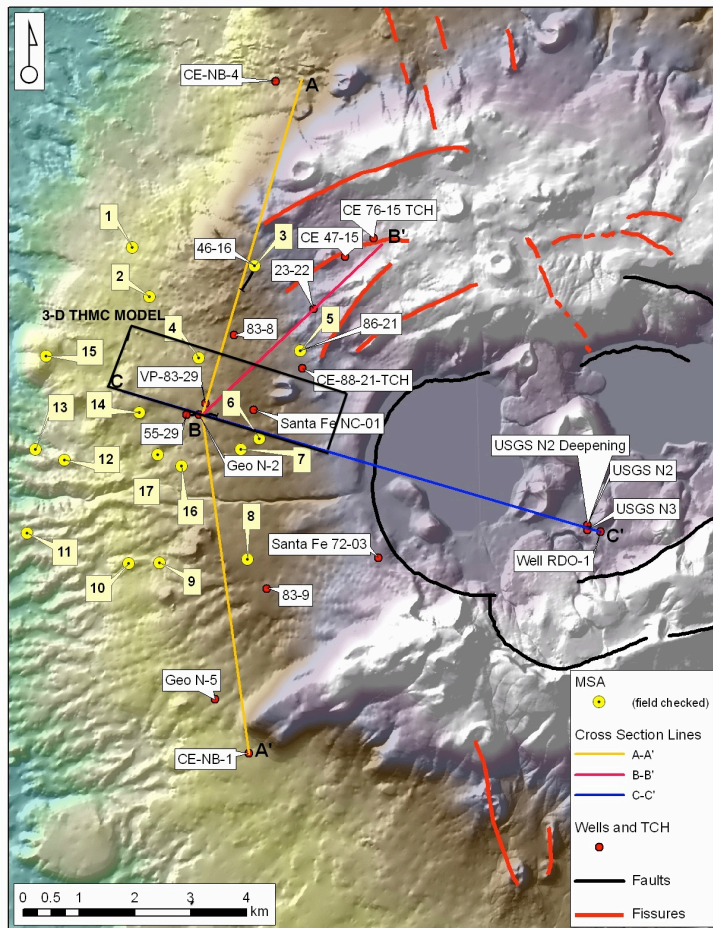 CE-NB-4
A
1
CE 76-15 TCH
3
CE 47-15
B'
46-16
23-22
2
3-D THMC MODEL
5
4
83-8
86-21
15
C
VP-83-29
CE-88-21-TCH
13
14
B
6
Santa Fe NC-01
USGS N2 Deepening
55-29
Geo N-2
7
12
USGS N2
17
16
USGS N3
C'
11
8
Santa Fe 72-03
Well RDO-1
10
9
83-9
Geo N-5
CE-NB-1
A'
MSA
(field checked)
Cross Section Lines
A-A'
B-B'
C-C'
Wells and TCH
Faults
Fissures
0 0.5 1 2 3 4
km